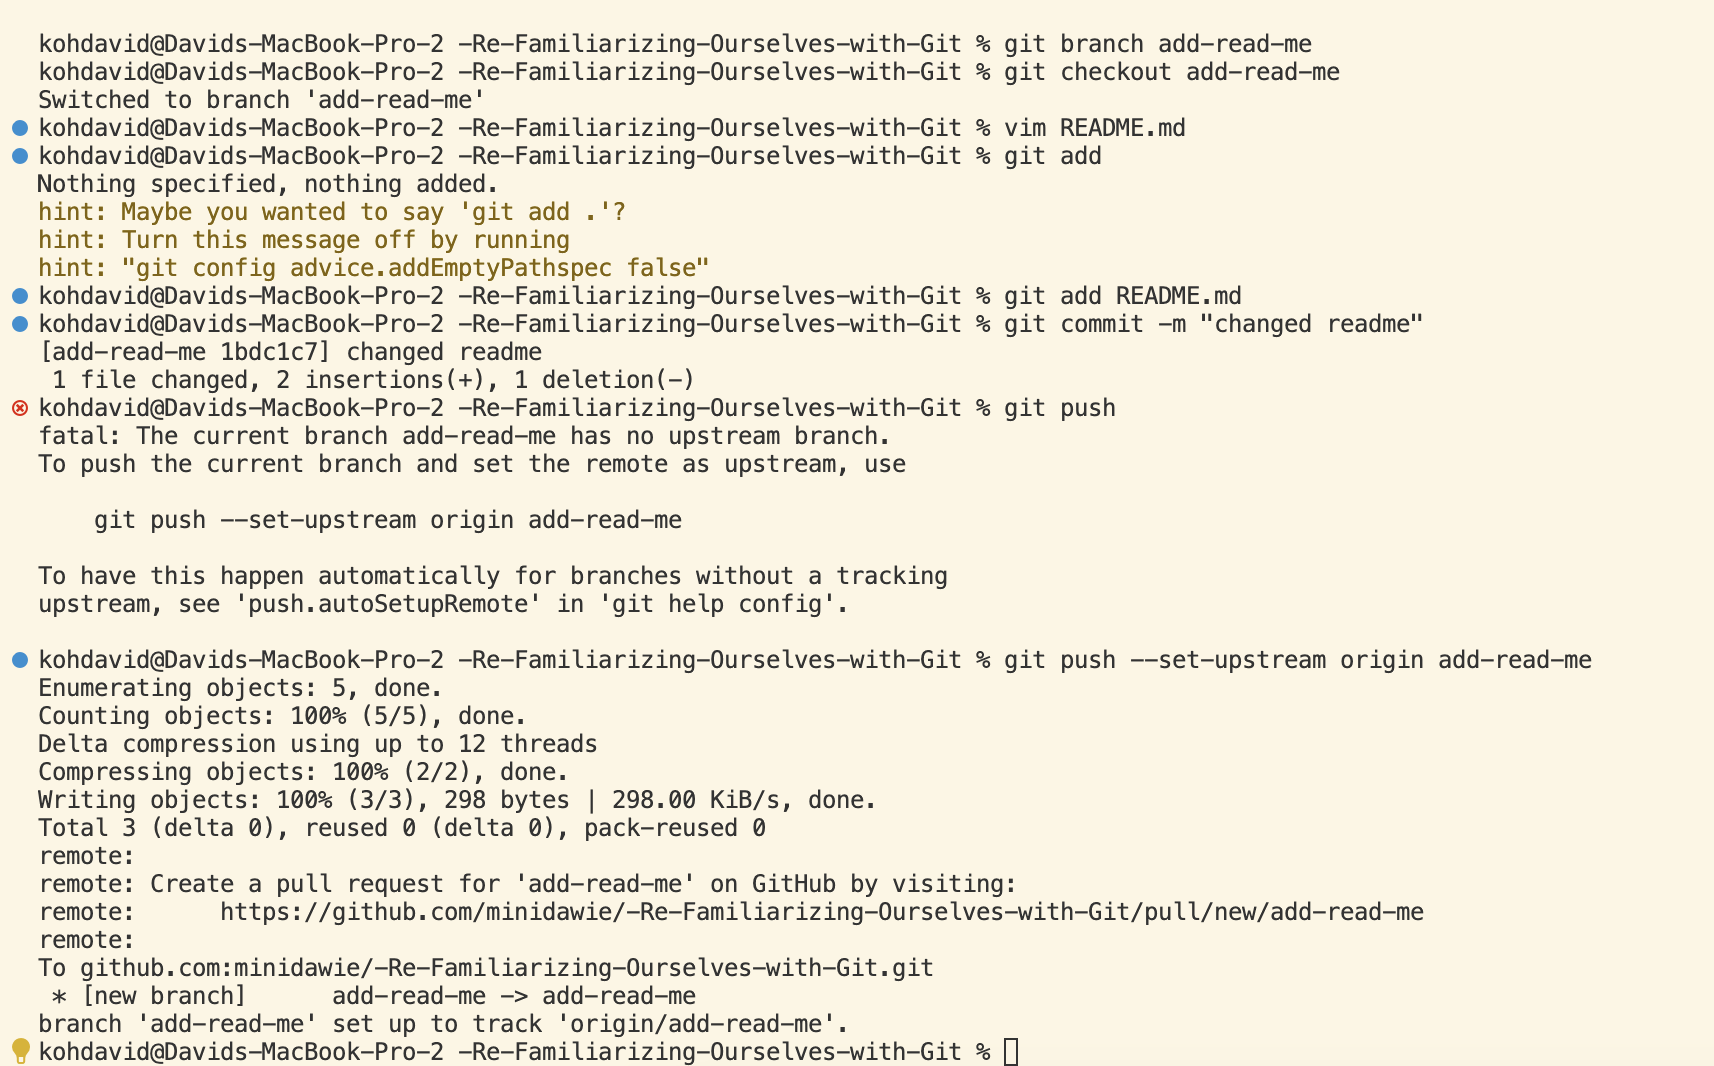 kohdavid@Davids-MacBook-Pro-2 -Re-Familiarizing-Ourselves-with-Git % git branch add-read-me
kohdavid@Davids-MacBook-Pro-2 -Re-Familiarizing-Ourselves-with-Git % git checkout add-read-me
Switched to branch 'add-read-me'
kohdavid@Davids-MacBook-Pro-2 -Re-Familiarizing-Ourselves-with-Git % vim README.md
kohdavid@Davids-MacBook-Pro-2 -Re-Familiarizing-Ourselves-with-Git % git add
Nothing specified, nothing added.
hint: Maybe you wanted to say 'git add .'?
hint: Turn this message off by running
hint: "git config advice.addEmptyPathspec false"
kohdavid@Davids-MacBook-Pro-2 -Re-Familiarizing-Ourselves-with-Git % git add README.md
kohdavid@Davids-MacBook-Pro-2 -Re-Familiarizing-Ourselves-with-Git % git commit -m "changed readme"
[add-read-me 1bdc1c7] changed readme
 1 file changed, 2 insertions(+), 1 deletion(-)
kohdavid@Davids-MacBook-Pro-2 -Re-Familiarizing-Ourselves-with-Git % git push
fatal: The current branch add-read-me has no upstream branch.
To push the current branch and set the remote as upstream, use

    git push --set-upstream origin add-read-me

To have this happen automatically for branches without a tracking
upstream, see 'push.autoSetupRemote' in 'git help config'.

kohdavid@Davids-MacBook-Pro-2 -Re-Familiarizing-Ourselves-with-Git % git push --set-upstream origin add-read-me
Enumerating objects: 5, done.
Counting objects: 100% (5/5), done.
Delta compression using up to 12 threads
Compressing objects: 100% (2/2), done.
Writing objects: 100% (3/3), 298 bytes | 298.00 KiB/s, done.
Total 3 (delta 0), reused 0 (delta 0), pack-reused 0
remote:
remote: Create a pull request for 'add-read-me' on GitHub by visiting:
remote:      https://github.com/minidawie/-Re-Familiarizing-Ourselves-with-Git/pull/new/add-read-me
remote:
To github.com:minidawie/-Re-Familiarizing-Ourselves-with-Git.git
 * [new branch]      add-read-me -> add-read-me
branch 'add-read-me' set up to track 'origin/add-read-me'.
kohdavid@Davids-MacBook-Pro-2 -Re-Familiarizing-Ourselves-with-Git %